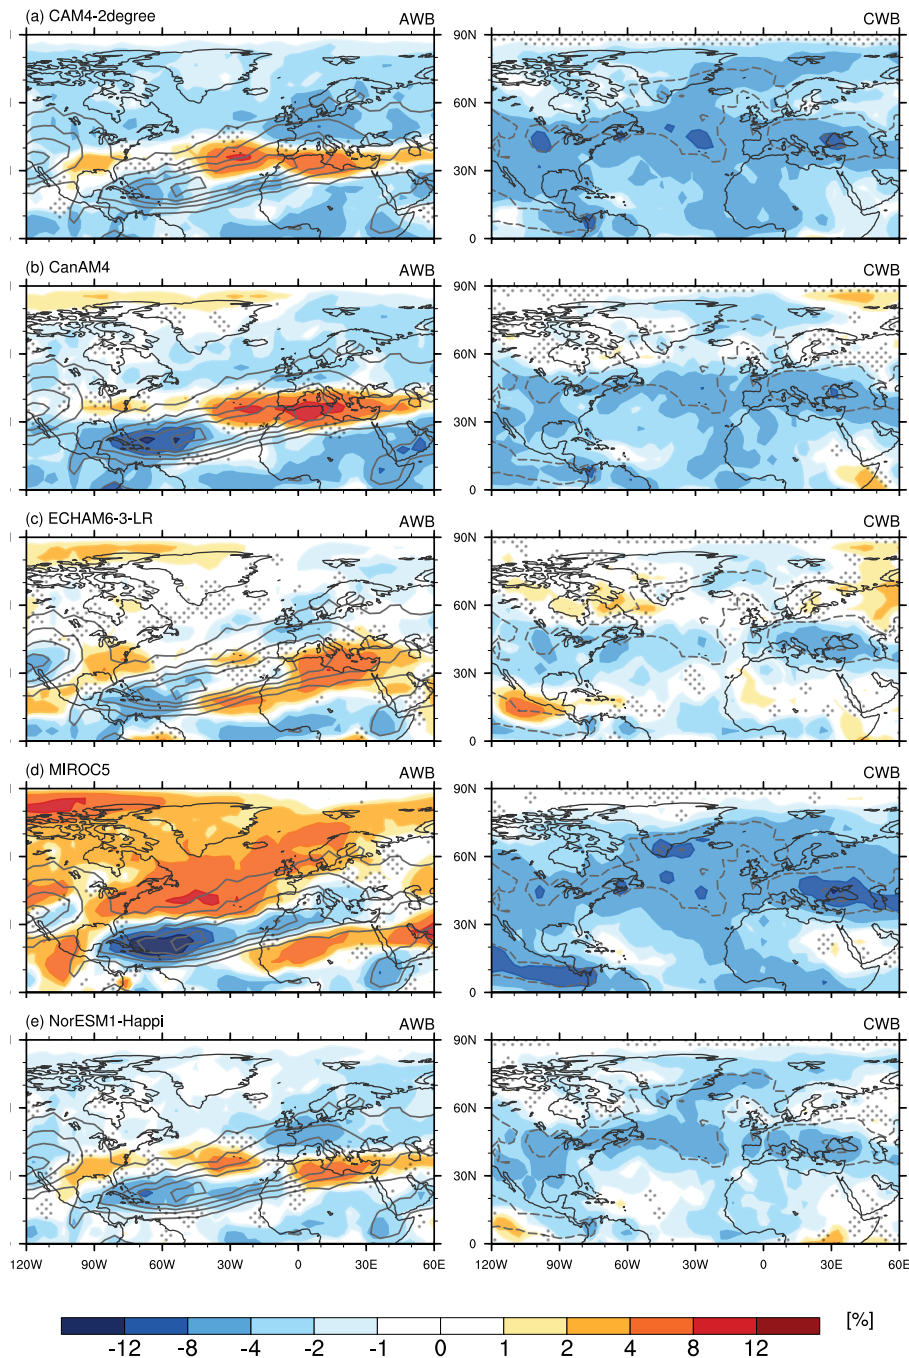 (a) CAM4-2degree AWB CWB
90N
60N
30N
0
(b) CanAM4 AWB CWB
90N
60N
30N
0
(c) ECHAM6-3-LR AWB CWB
90N
60N
30N
0
(d) MIROC5 AWB CWB
90N
60N
30N
0
(e) NorESM1-Happi AWB CWB
90N
60N
30N
0
120W 90W 60W 30W 0 30E 60E 120W 90W 60W 30W 0 30E 60E
[%]
-12 -8 -4 -2 -1 0 1 2 4 8 12